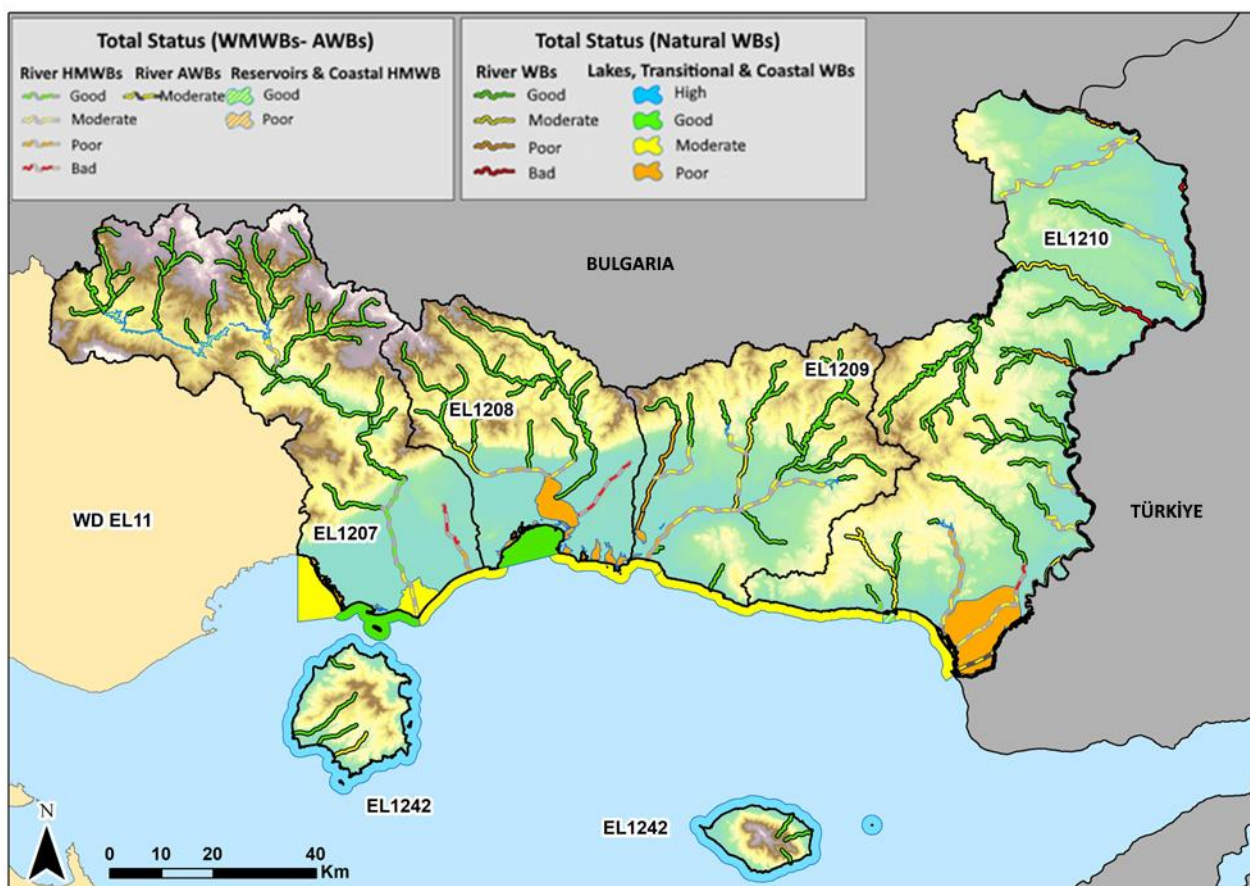 Total Status (WMWBs- AWBs)
River HMWBs River AWBs Reservoirs & Coastal HMWB
Good Moderate Good
Moderate Poor
Poor
Bad
Total Status (Natural WBs)
River WBs Lakes, Transitional & Coastal WBs
Good High
Moderate Good
Poor Moderate
Bad Poor
EL1210
BULGARIA
EL1209
EL1208
WD EL11
EL1207
TÜRKİYE
EL1242
EL1242
N
0 10 20 40
Km